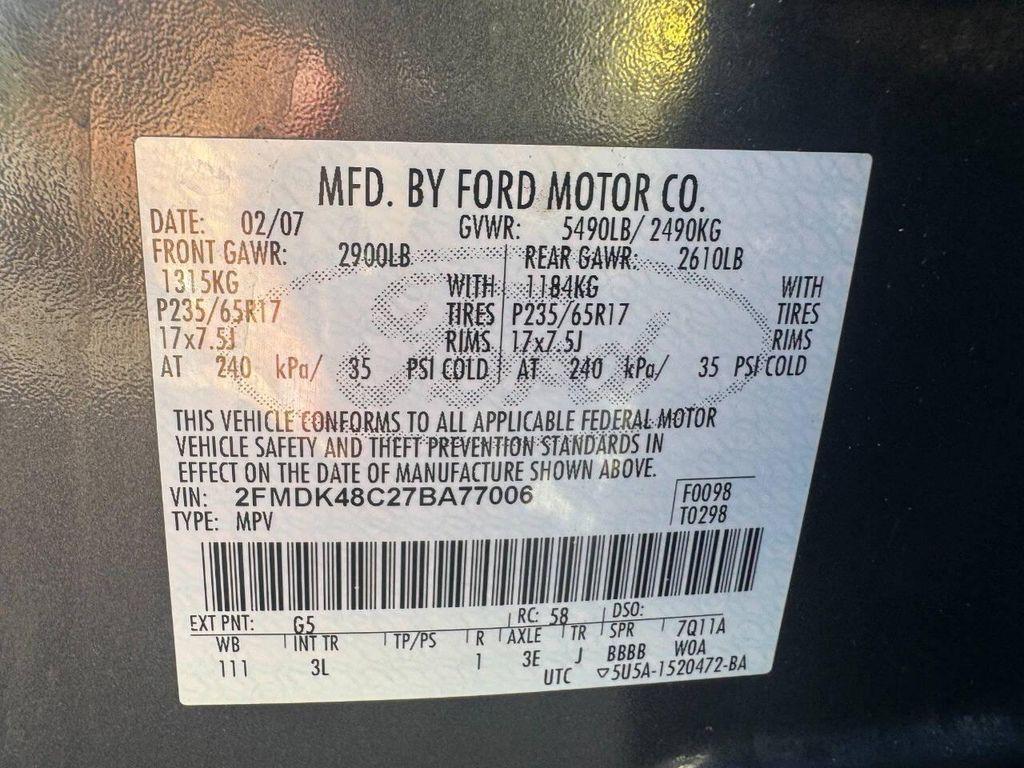 MFD. BY FORD MOTOR CO.
DATE: 02/07 GVWR: 5490LB/ 2490KG
FRONT GAWR: 2900LB REAR GAWR: 2610LB
1315KG WITH 1184KG WITH
P235/65R17 TIRES P235/65R17 TIRES
17x7.5J RIMS 17x7.5J RIMS
AT 240 kPa/ 35 PSI COLD AT 240 kPa/ 35 PSI COLD
Ford
THIS VEHICLE CONFORMS TO ALL APPLICABLE FEDERAL MOTOR
VEHICLE SAFETY AND THEFT PREVENTION STANDARDS IN
EFFECT ON THE DATE OF MANUFACTURE SHOWN ABOVE.
VIN: 2FMDK48C27BA77006 F0098
TYPE: MPV T0298
EXT PNT: G5 RC: 58 DSO:
WB INT TR TP/PS R AXLE TR SPR 7Q11A
111 3L 1 3E J BBBB WOA
UTC ▽5U5A-1520472-BA